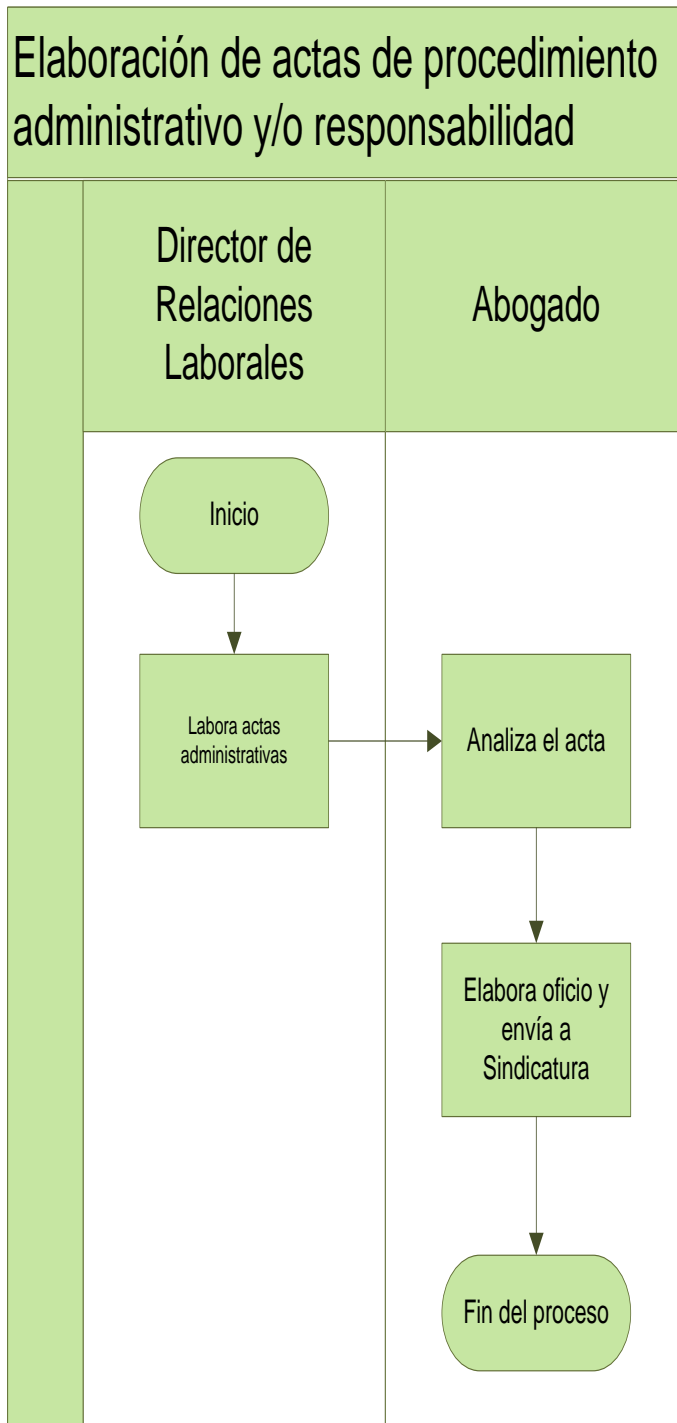 Elaboración de actas de procedimiento
administrativo y/o responsabilidad
Director de
Relaciones
Laborales
Abogado
Inicio
Labora actas
administrativas
Analiza el acta
Elabora oficio y
envía a
Sindicatura
Fin del proceso